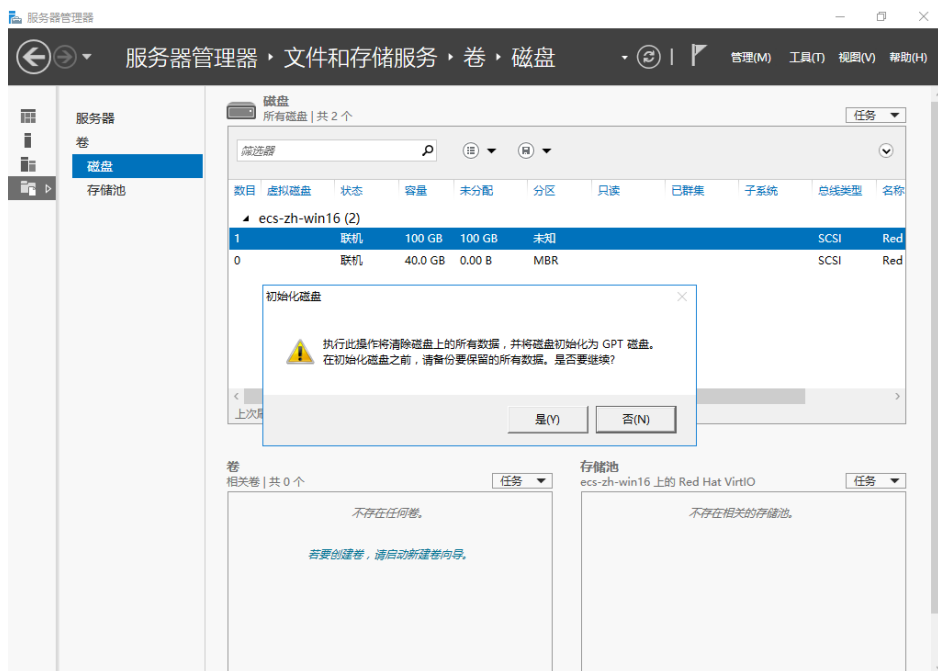 服务器管理器
服务器管理器 ‣ 文件和存储服务 ‣ 卷 ‣ 磁盘
管理(M) 工具(T) 视图(V) 帮助(H)
服务器
卷
磁盘
存储池
磁盘
所有磁盘 | 共 2 个
任务
筛选器
数目 虚拟磁盘 状态 容量 未分配 分区 只读 已群集 子系统 总线类型 名称
ecs-zh-win16 (2)
1 联机 100 GB 100 GB 未知 SCSI Red
0 联机 40.0 GB 0.00 B MBR SCSI Red
初始化磁盘
执行此操作将清除磁盘上的所有数据，并将磁盘初始化为 GPT 磁盘。
在初始化磁盘之前，请备份要保留的所有数据。是否要继续?
是(Y) 否(N)
上次
卷
相关卷 | 共 0 个
任务
不存在任何卷。
若要创建卷，请启动新建卷向导。
存储池
ecs-zh-win16 上的 Red Hat VirtIO
任务
不存在相关的存储池。